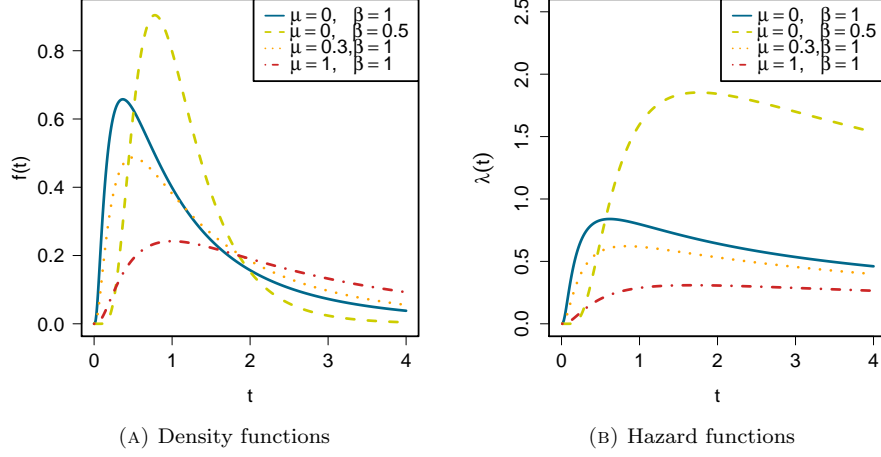 μ = 0, β = 1
μ = 0, β = 0.5
μ = 0.3, β = 1
μ = 1, β = 1
f(t)
0.0 0.2 0.4 0.6 0.8
0 1 2 3 4
t
(A) Density functions
μ = 0, β = 1
μ = 0, β = 0.5
μ = 0.3, β = 1
μ = 1, β = 1
λ(t)
0.0 0.5 1.0 1.5 2.0 2.5
0 1 2 3 4
t
(B) Hazard functions